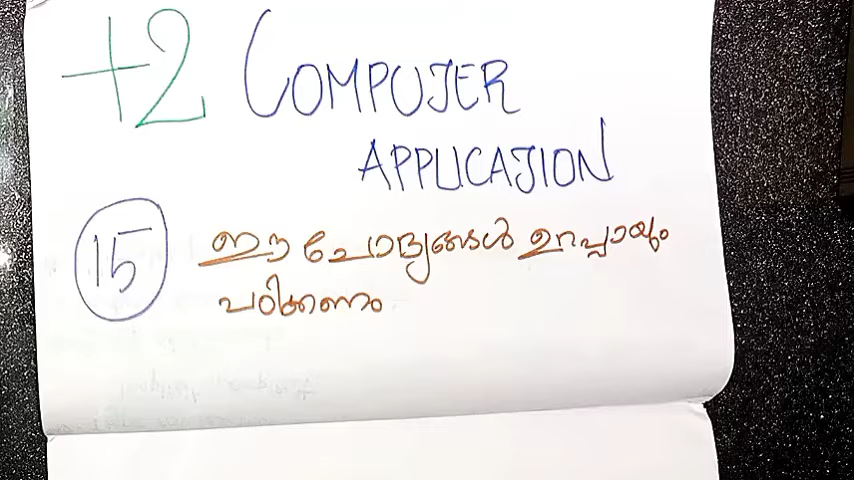 +2 COMPUTER
APPLICATION
15 ഈ ചോദ്യങ്ങൾ ഉറപ്പായും
പഠിക്കണം